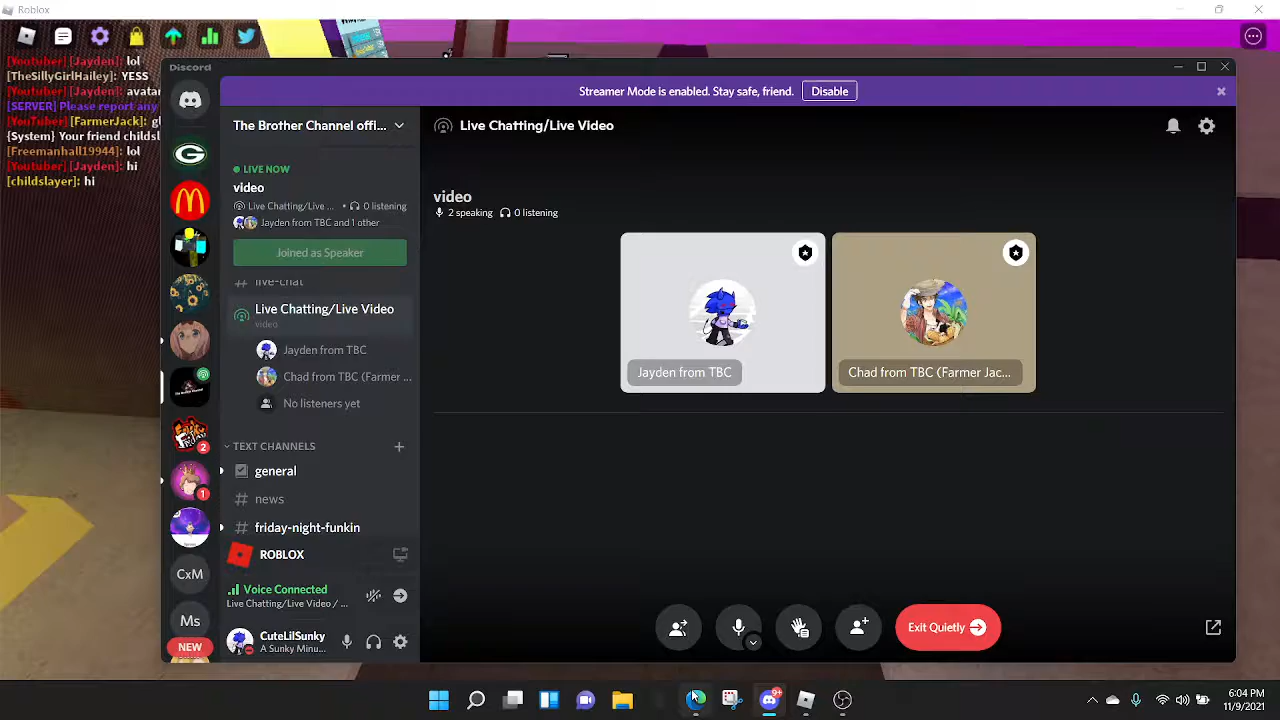 Roblox
[Youtuber] [Jayden]: lol
[TheSillyGirlHailey]: YESS
[Youtuber] [Jayden]: avatar
[SERVER] Please report any
[YouTuber] [FarmerJack]: gl
{System} Your friend childsl
[Freemanhall19944]: lol
[Youtuber] [Jayden]: hi
[childslayer]: hi
Discord
Streamer Mode is enabled. Stay safe, friend.
Disable
The Brother Channel offi...
LIVE NOW
video
Live Chatting/Live ... • 0 listening
Jayden from TBC and 1 other
Joined as Speaker
live-chat
Live Chatting/Live Video
video
Jayden from TBC
Chad from TBC (Farmer ...
No listeners yet
TEXT CHANNELS
general
news
friday-night-funkin
ROBLOX
Voice Connected
Live Chatting/Live Video / ...
CuteLilSunky
A Sunky Minu...
2
1
CxM
Ms
NEW
Live Chatting/Live Video
video
2 speaking 0 listening
Jayden from TBC
Chad from TBC (Farmer Jac...
Exit Quietly
9+
6:04 PM
11/9/2021